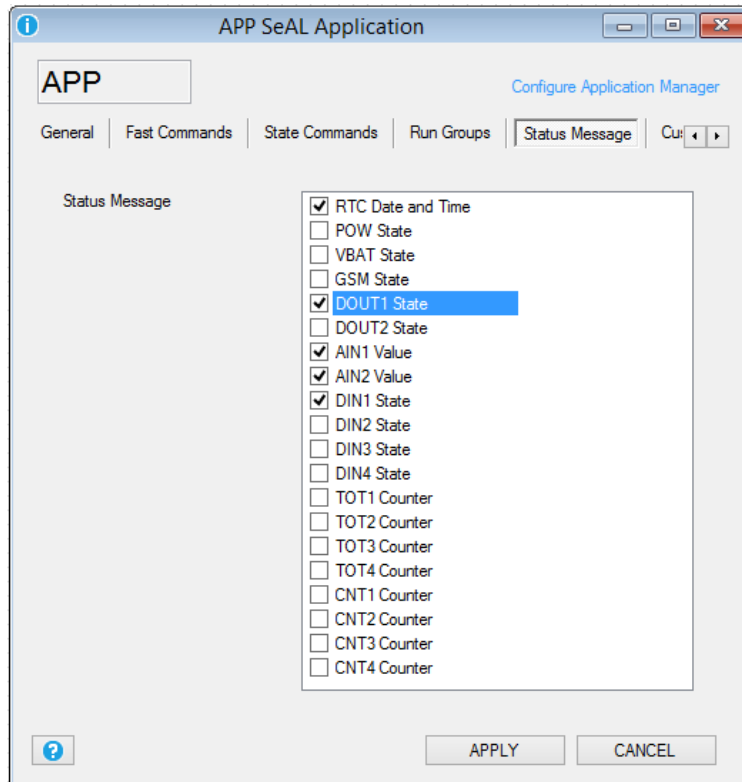 APP SeAL Application
APP
Configure Application Manager
General Fast Commands State Commands Run Groups Status Message
Status Message
RTC Date and Time
POW State
VBAT State
GSM State
DOUT1 State
DOUT2 State
AIN1 Value
AIN2 Value
DIN1 State
DIN2 State
DIN3 State
DIN4 State
TOT1 Counter
TOT2 Counter
TOT3 Counter
TOT4 Counter
CNT1 Counter
CNT2 Counter
CNT3 Counter
CNT4 Counter
APPLY CANCEL